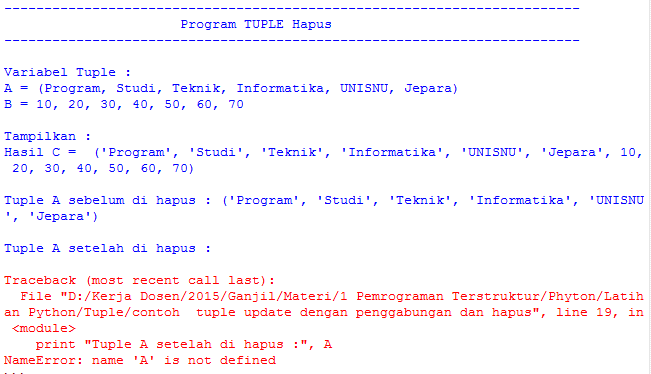 ------------------------------------------------------------------------
Program TUPLE Hapus
------------------------------------------------------------------------
Variabel Tuple :
A = (Program, Studi, Teknik, Informatika, UNISNU, Jepara)
B = 10, 20, 30, 40, 50, 60, 70
Tampilkan :
Hasil C =  ('Program', 'Studi', 'Teknik', 'Informatika', 'UNISNU', 'Jepara', 10,
 20, 30, 40, 50, 60, 70)
Tuple A sebelum di hapus : ('Program', 'Studi', 'Teknik', 'Informatika', 'UNISNU
', 'Jepara')
Tuple A setelah di hapus :
Traceback (most recent call last):
  File "D:/Kerja Dosen/2015/Ganjil/Materi/1 Pemrograman Terstruktur/Phyton/Latih
an Python/Tuple/contoh  tuple update dengan penggabungan dan hapus", line 19, in
 <module>
    print "Tuple A setelah di hapus :", A
NameError: name 'A' is not defined